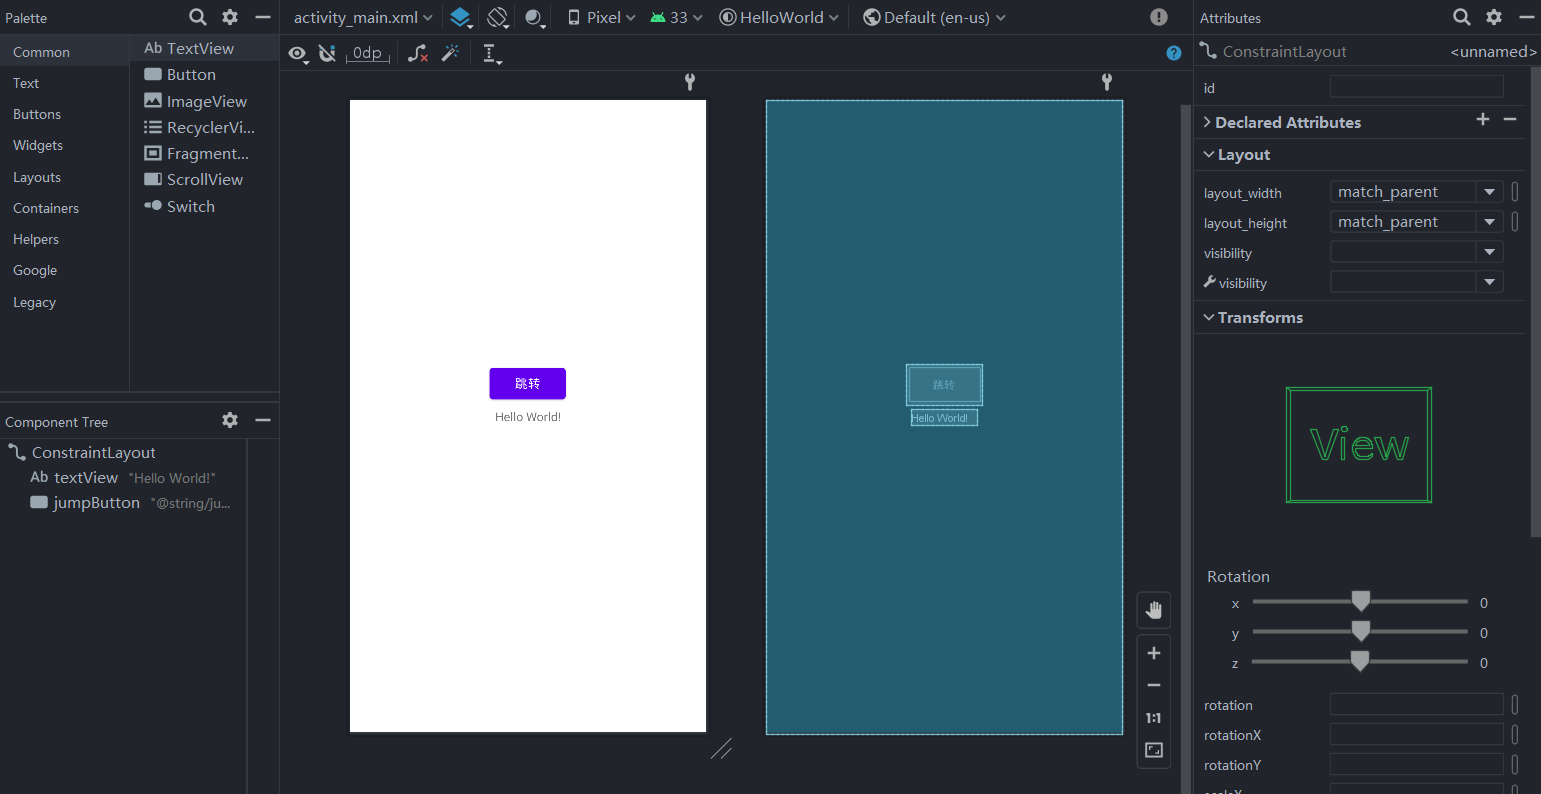 Palette
activity_main.xml
Pixel
33
HelloWorld
Default (en-us)
Attributes
Common
Text
Buttons
Widgets
Layouts
Containers
Helpers
Google
Legacy
Ab TextView
Button
ImageView
RecyclerVi...
Fragment...
ScrollView
Switch
0dp
跳转
Hello World!
跳转
Hello World!
1:1
Component Tree
ConstraintLayout
Ab textView "Hello World!"
jumpButton "@string/ju...
ConstraintLayout <unnamed>
id
Declared Attributes
Layout
layout_width match_parent
layout_height match_parent
visibility
visibility
Transforms
View
Rotation
x 0
y 0
z 0
rotation
rotationX
rotationY